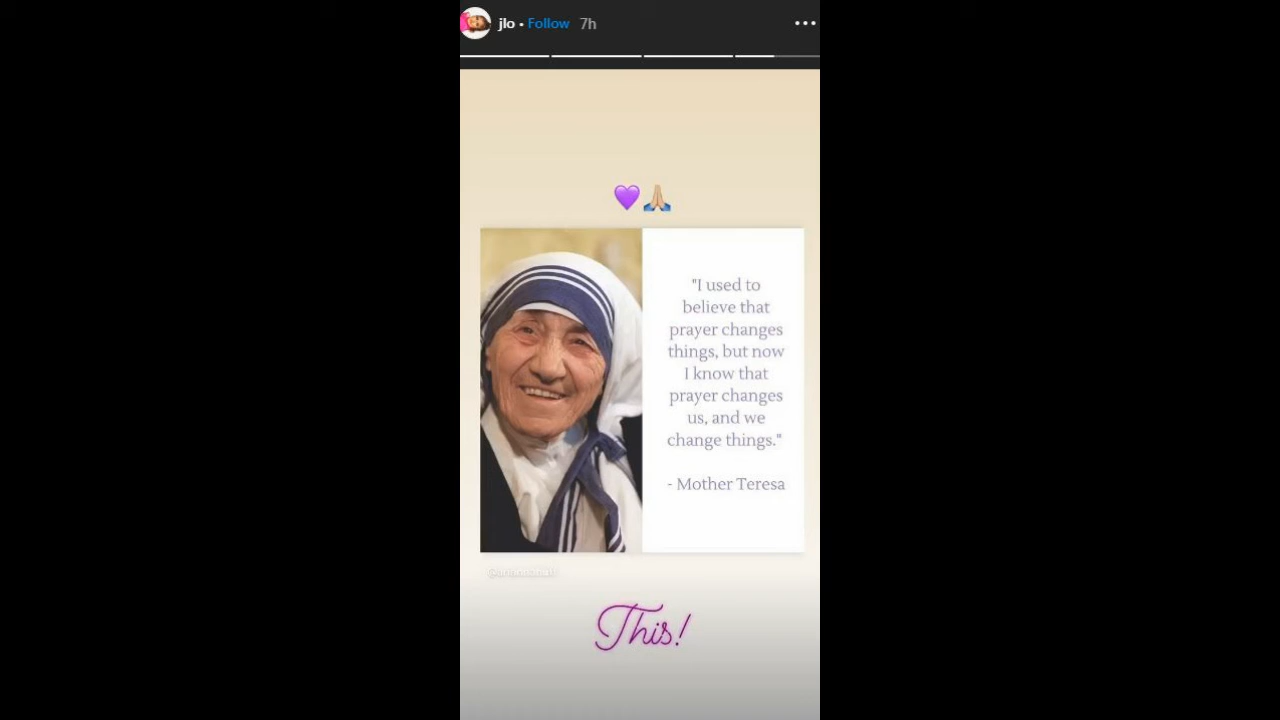 jlo • Follow 7h
"I used to
believe that
prayer changes
things, but now
I know that
prayer changes
us, and we
change things."
- Mother Teresa
This!